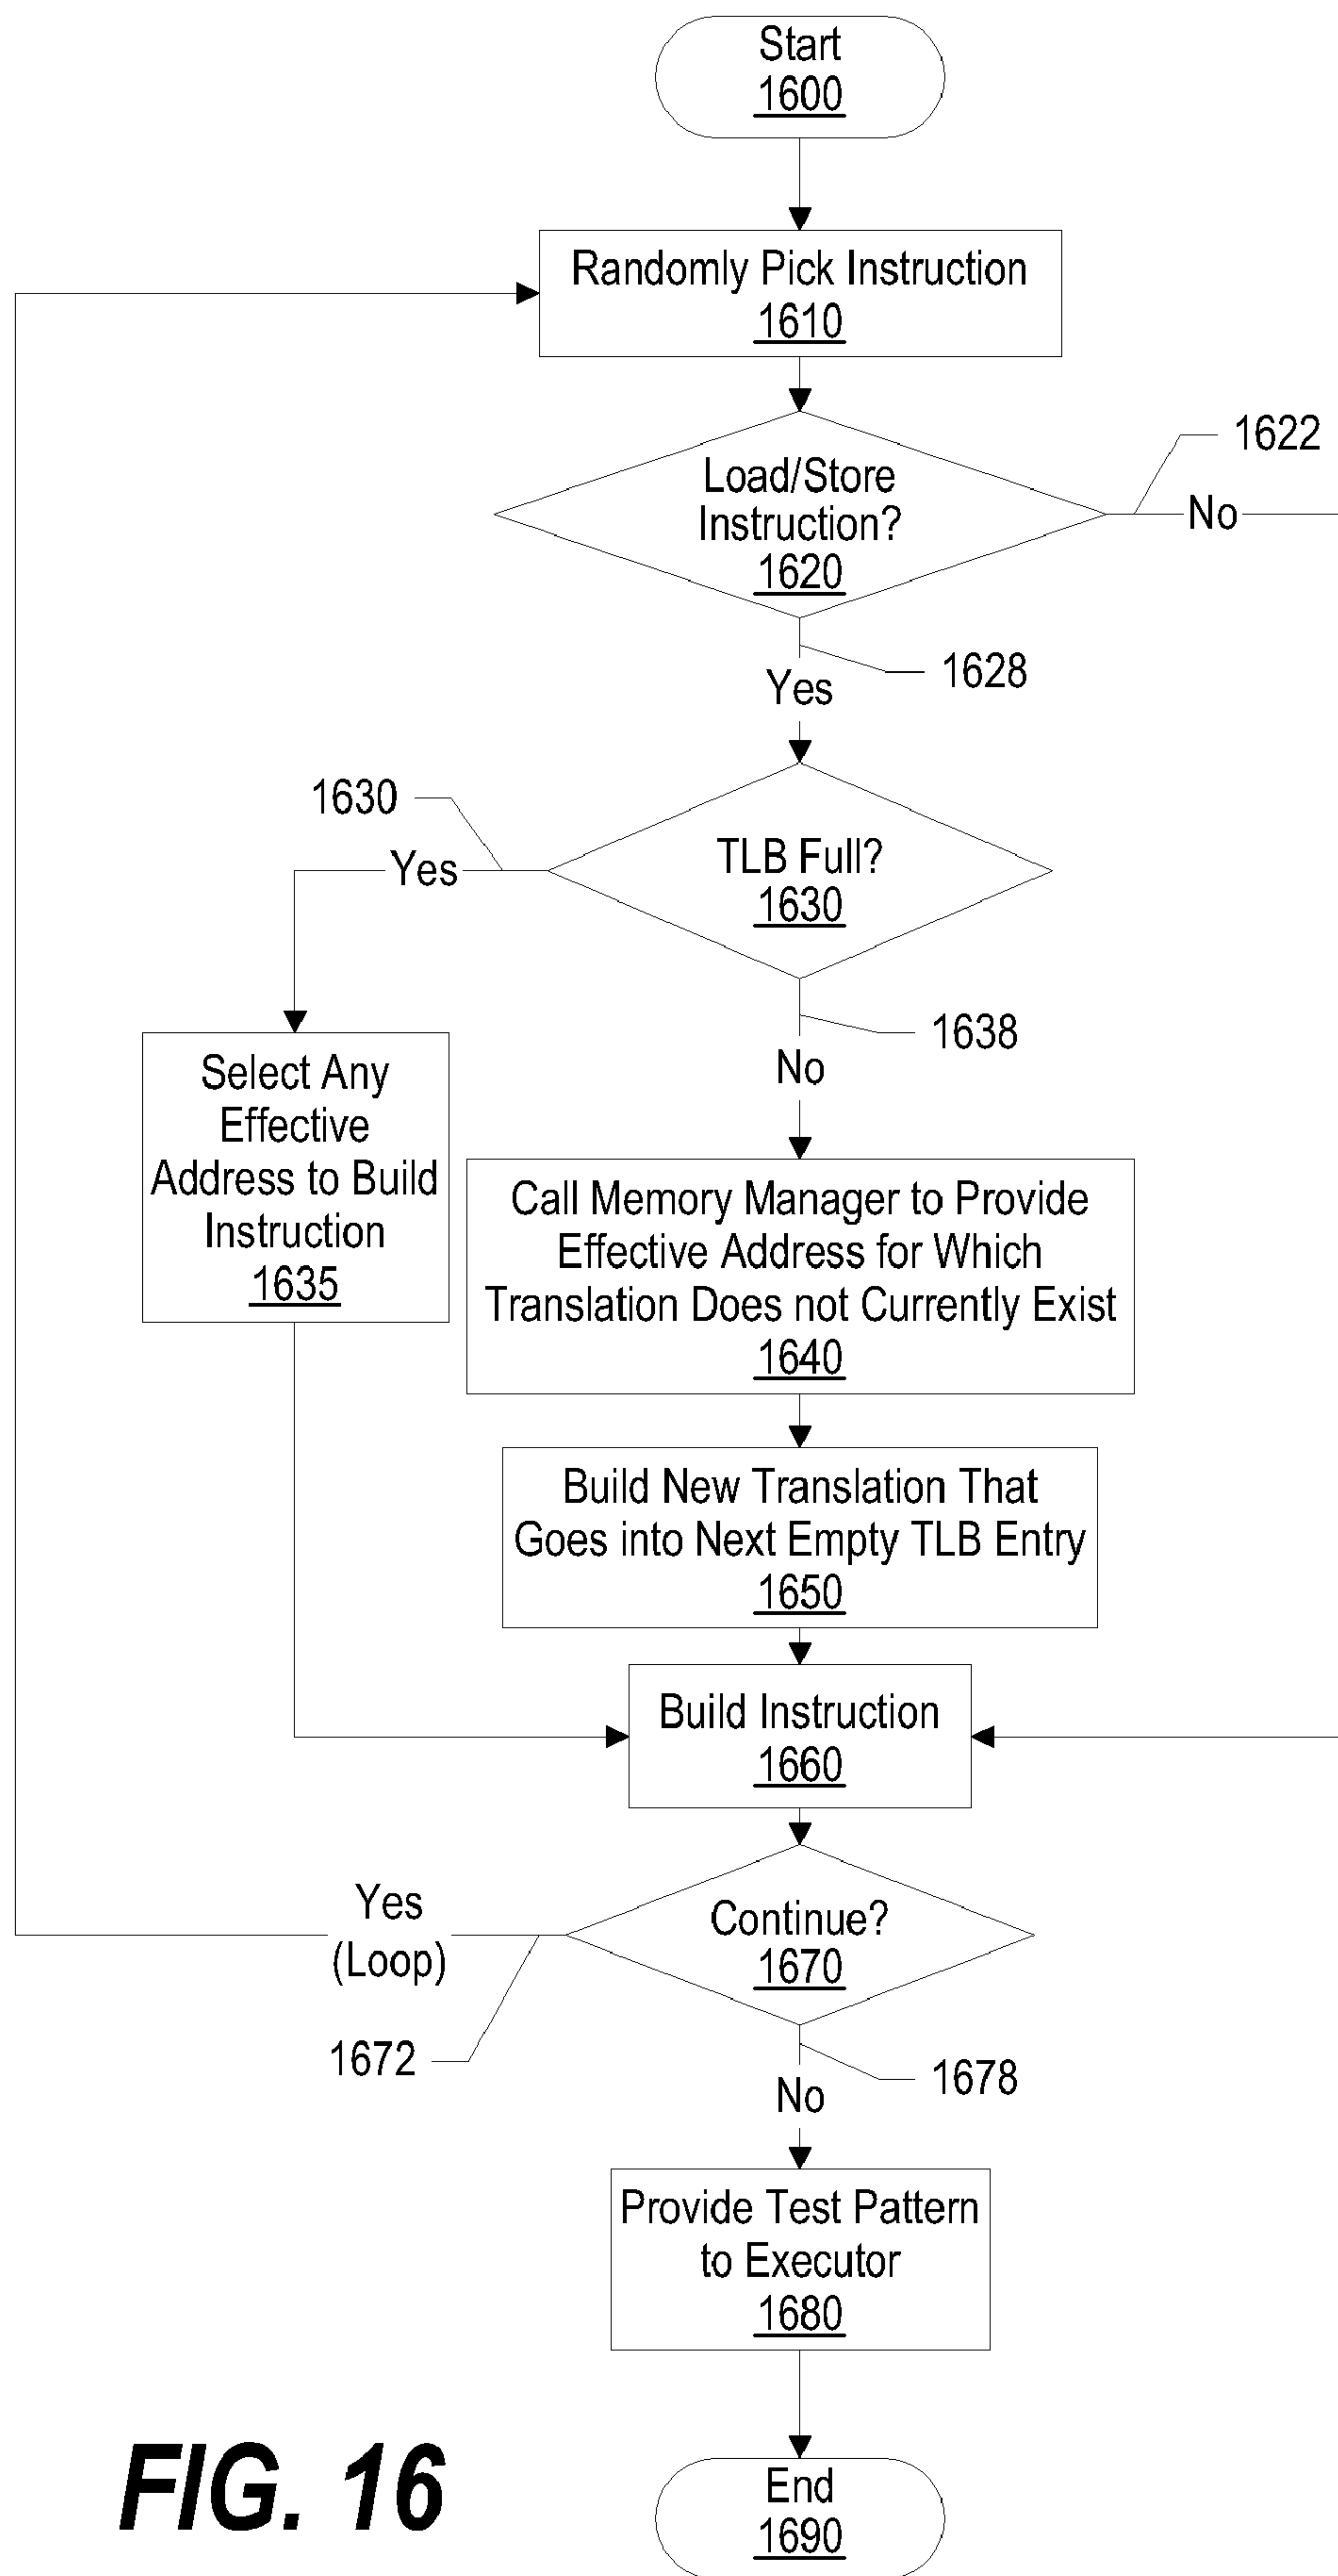 Start
1600
Randomly Pick Instruction
1610
Load/Store
Instruction?
1620
1622
No
1628
Yes
1630
Yes
TLB Full?
1630
1638
No
Select Any
Effective
Address to Build
Instruction
1635
Call Memory Manager to Provide
Effective Address for Which
Translation Does not Currently Exist
1640
Build New Translation That
Goes into Next Empty TLB Entry
1650
Build Instruction
1660
Yes
(Loop)
Continue?
1670
1672
1678
No
Provide Test Pattern
to Executor
1680
FIG. 16
End
1690